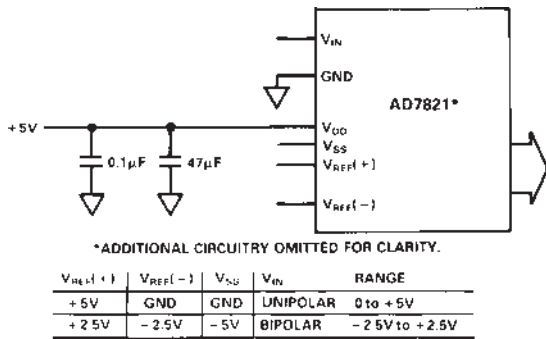 V_IN
GND
AD7821*
+5V
V_DD
V_SS
0.1µF
47µF
V_REF(+)
V_REF(−)
*ADDITIONAL CIRCUITRY OMITTED FOR CLARITY.
V_REF(+) V_REF(−) V_SS V_IN RANGE
+5V GND GND UNIPOLAR 0 to +5V
+2.5V −2.5V −5V BIPOLAR −2.5V to +2.5V